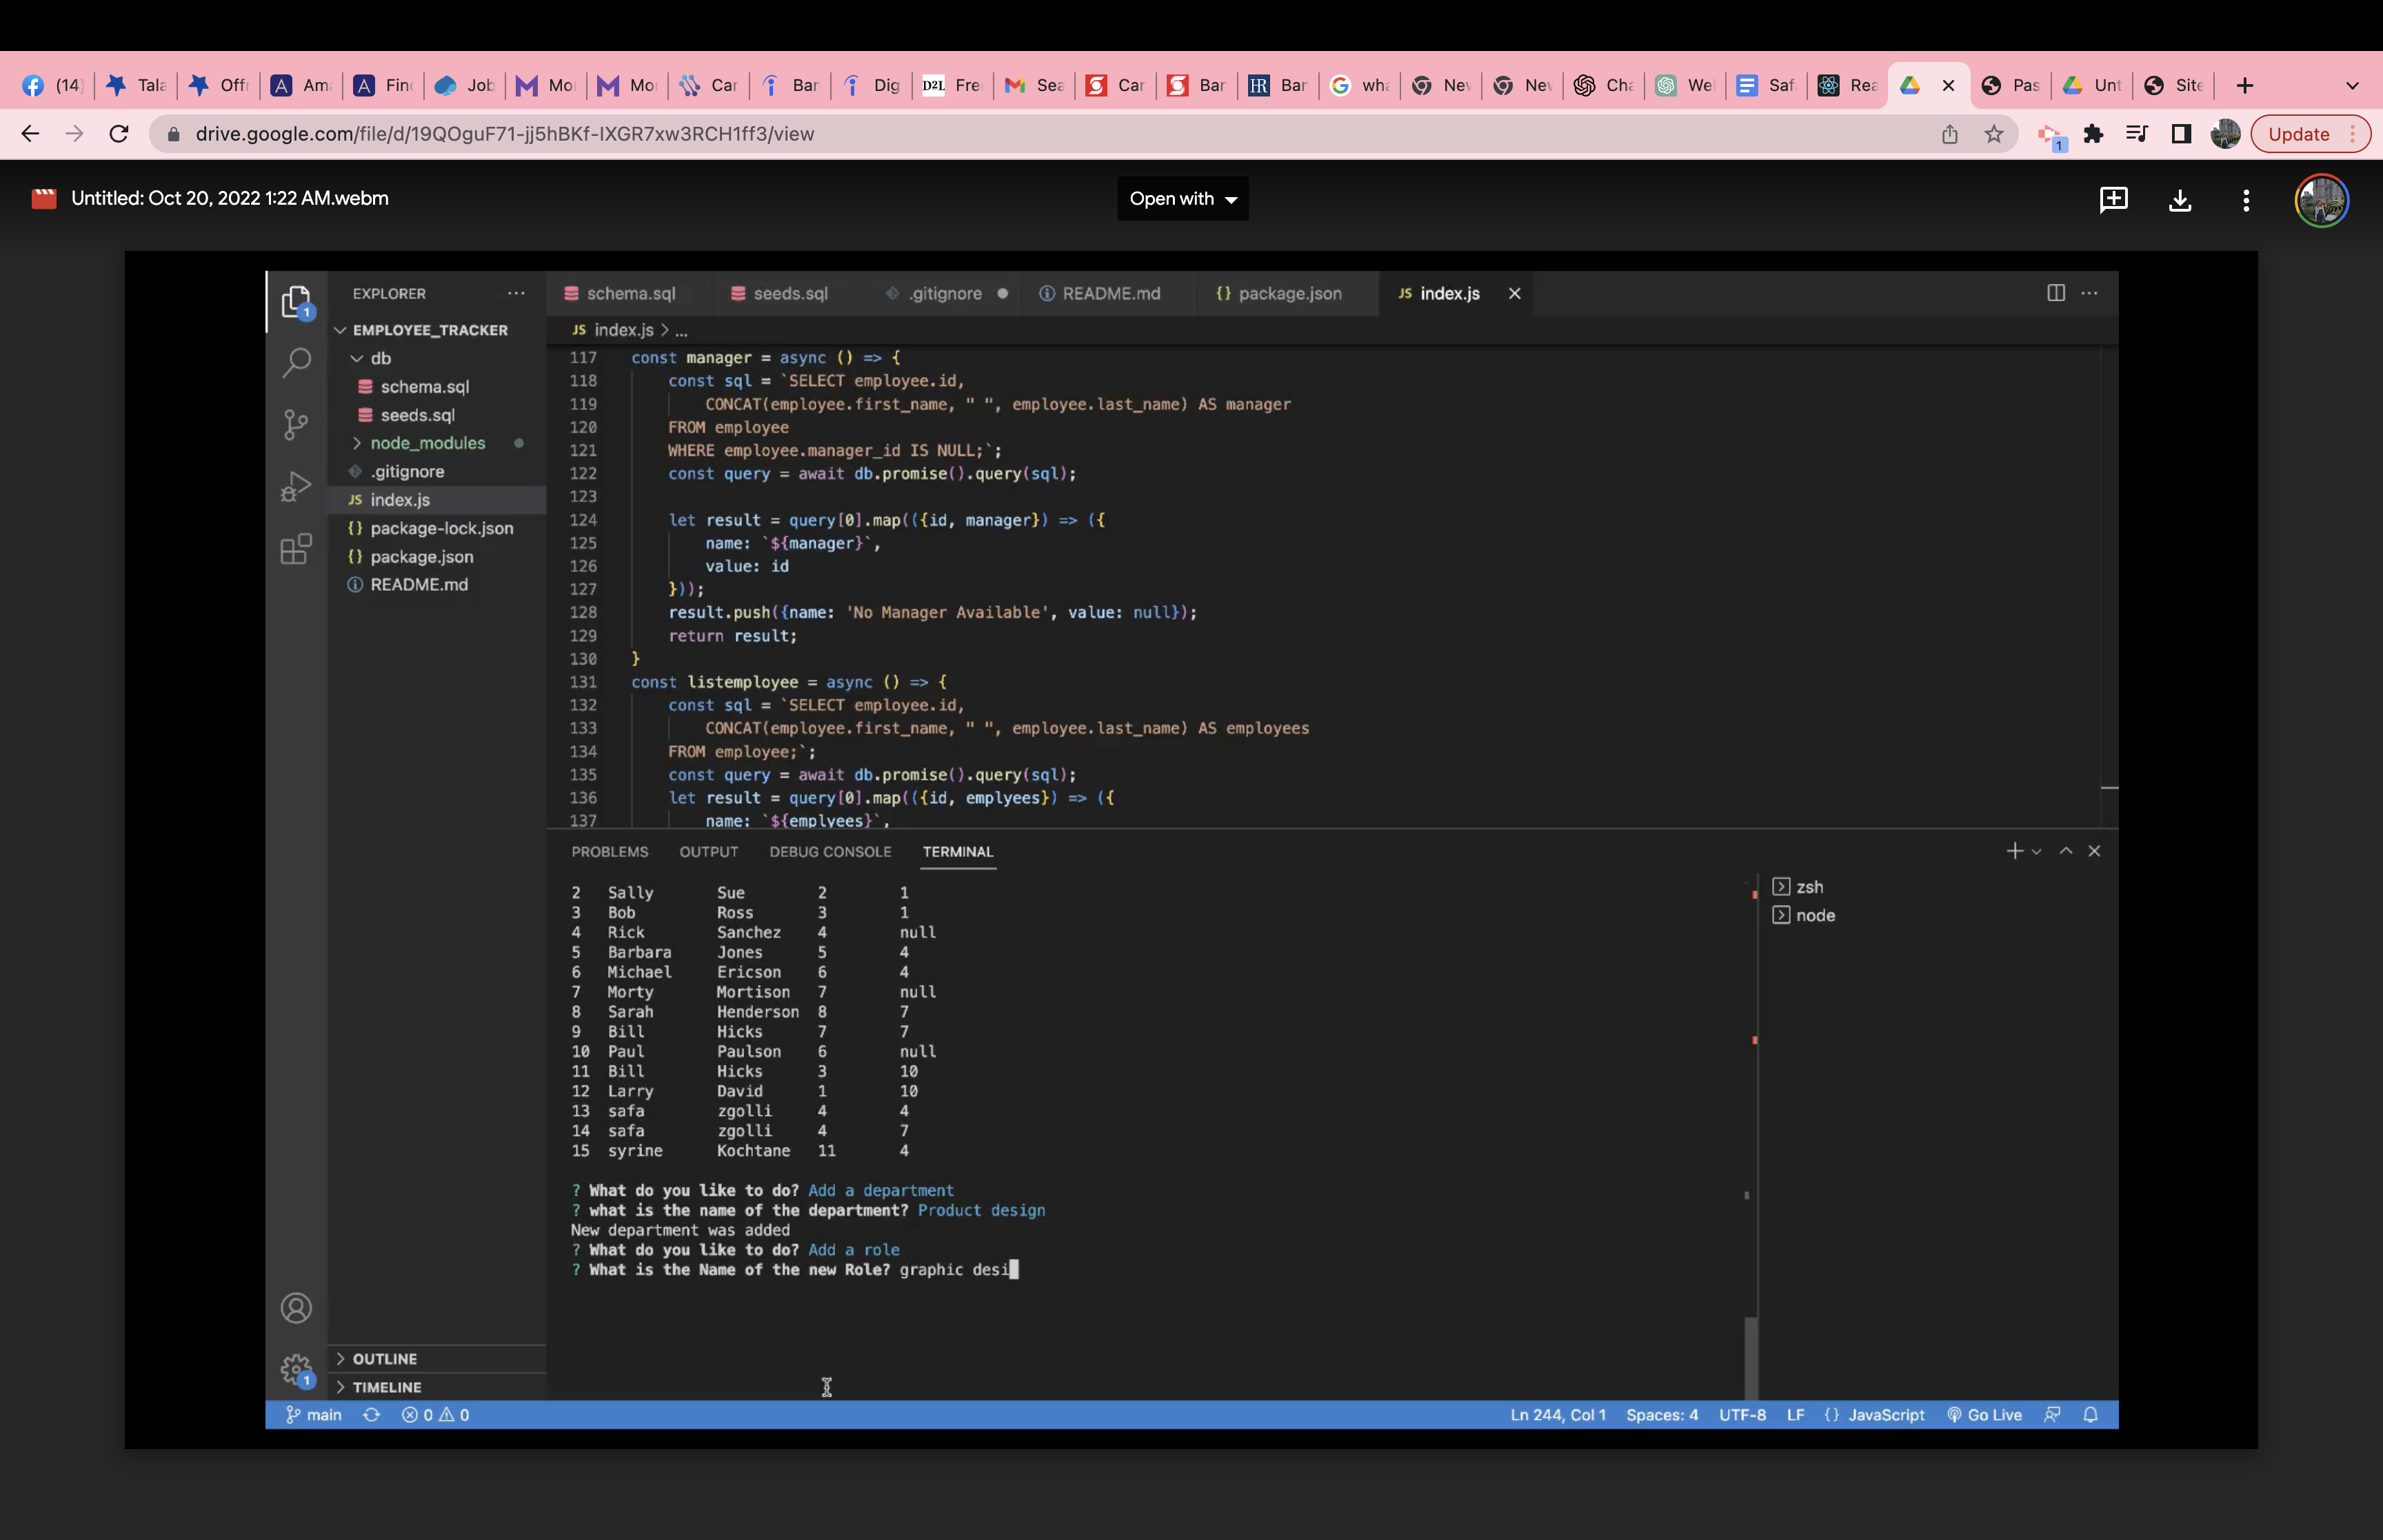 (14) Tala Offi Am Finc Job Mo Mo Car Bar Dig D2L Fre Sea Car Bar HR Bar wha Nev Nev Cha Wel Saf Rea Pas Unt Site
drive.google.com/file/d/19QOguF71-jj5hBKf-IXGR7xw3RCH1ff3/view
1
Update
Untitled: Oct 20, 2022 1:22 AM.webm
Open with
EXPLORER
schema.sql seeds.sql .gitignore README.md {} package.json JS index.js
1
EMPLOYEE_TRACKER
db
schema.sql
seeds.sql
node_modules
.gitignore
JS index.js
{} package-lock.json
{} package.json
README.md
JS index.js > ...
117 const manager = async () => {
118 const sql = `SELECT employee.id,
119 CONCAT(employee.first_name, " ", employee.last_name) AS manager
120 FROM employee
121 WHERE employee.manager_id IS NULL;`;
122 const query = await db.promise().query(sql);
123
124 let result = query[0].map(({id, manager}) => ({
125 name: `${manager}`,
126 value: id
127 }));
128 result.push({name: 'No Manager Available', value: null});
129 return result;
130 }
131 const listemployee = async () => {
132 const sql = `SELECT employee.id,
133 CONCAT(employee.first_name, " ", employee.last_name) AS employees
134 FROM employee;`;
135 const query = await db.promise().query(sql);
136 let result = query[0].map(({id, emplyees}) => ({
137 name: `${emplyees}`,
PROBLEMS OUTPUT DEBUG CONSOLE TERMINAL
2 Sally Sue 2 1
3 Bob Ross 3 1
4 Rick Sanchez 4 null
5 Barbara Jones 5 4
6 Michael Ericson 6 4
7 Morty Mortison 7 null
8 Sarah Henderson 8 7
9 Bill Hicks 7 7
10 Paul Paulson 6 null
11 Bill Hicks 3 10
12 Larry David 1 10
13 safa zgolli 4 4
14 safa zgolli 4 7
15 syrine Kochtane 11 4
? What do you like to do? Add a department
? what is the name of the department? Product design
New department was added
? What do you like to do? Add a role
? What is the Name of the new Role? graphic desi
zsh
node
OUTLINE
1
TIMELINE
main 0 0 Ln 244, Col 1 Spaces: 4 UTF-8 LF {} JavaScript Go Live